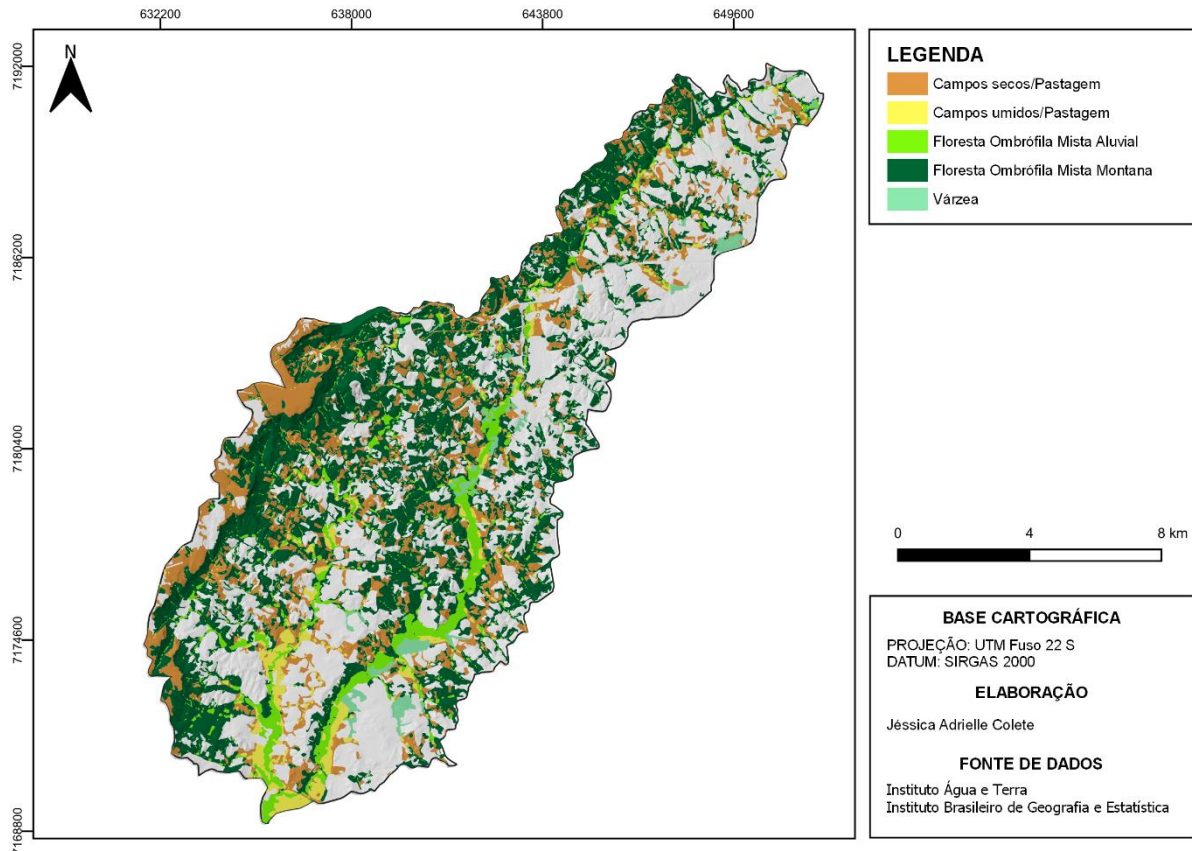 632200 638000 643800 649600
7192000
7186200
7180400
7174600
7168800
N
LEGENDA
Campos secos/Pastagem
Campos umidos/Pastagem
Floresta Ombrófila Mista Aluvial
Floresta Ombrófila Mista Montana
Várzea
0 4 8 km
BASE CARTOGRÁFICA
PROJEÇÃO: UTM Fuso 22 S
DATUM: SIRGAS 2000
ELABORAÇÃO
Jéssica Adrielle Colete
FONTE DE DADOS
Instituto Água e Terra
Instituto Brasileiro de Geografia e Estatística